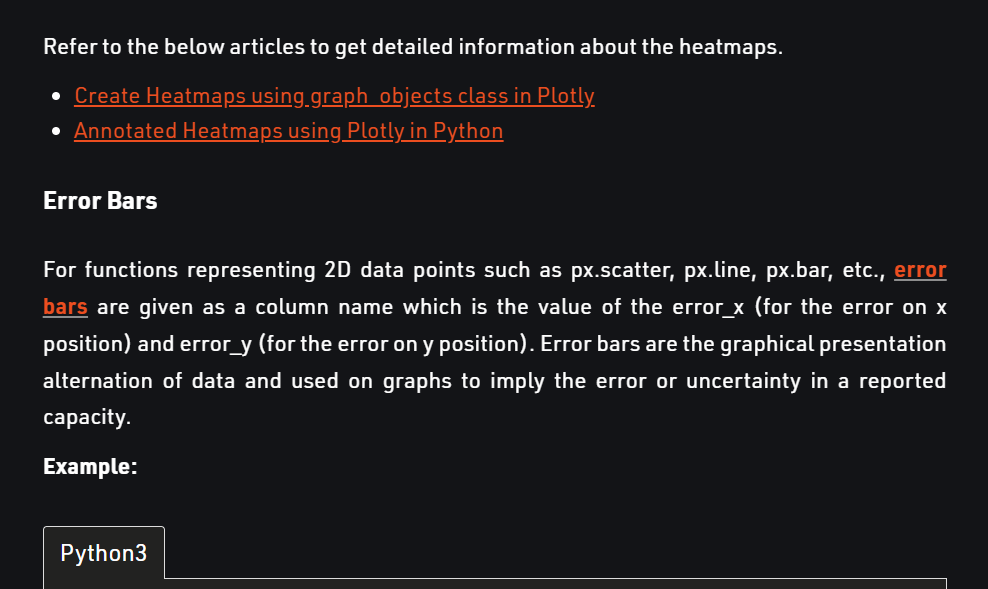 Refer to the below articles to get detailed information about the heatmaps.
Create Heatmaps using graph_objects class in Plotly
Annotated Heatmaps using Plotly in Python
Error Bars
For functions representing 2D data points such as px.scatter, px.line, px.bar, etc., error
bars are given as a column name which is the value of the error_x (for the error on x
position) and error_y (for the error on y position). Error bars are the graphical presentation
alternation of data and used on graphs to imply the error or uncertainty in a reported
capacity.
Example:
Python3